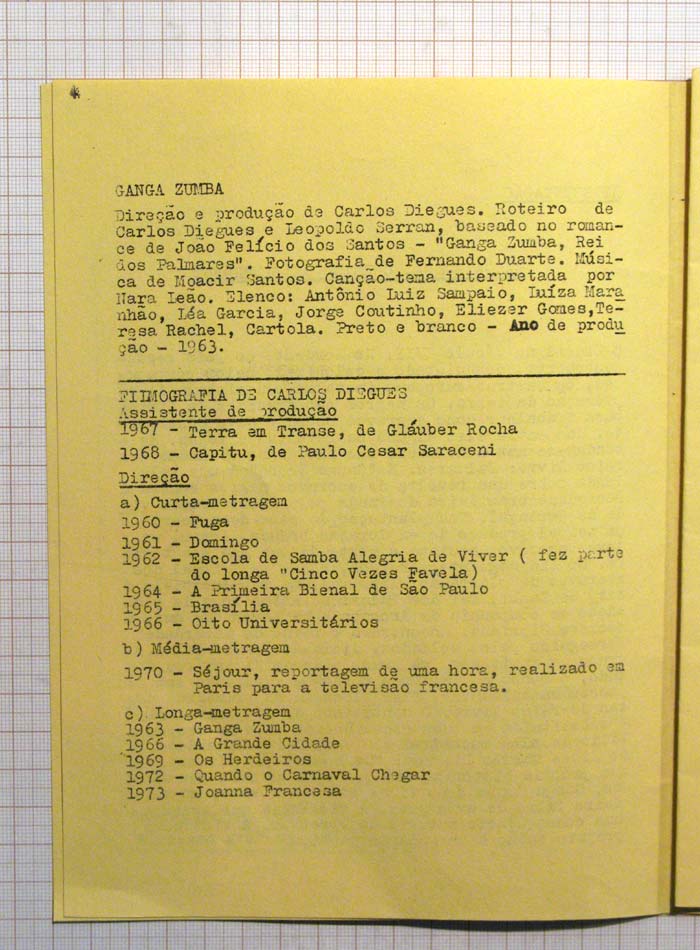 GANGA ZUMBA
Direção e produção de Carlos Diegues. Roteiro de
Carlos Diegues e Leopoldo Serran, baseado no roman-
ce de João Felício dos Santos - "Ganga Zumba, Rei
dos Palmares". Fotografia de Fernando Duarte. Músi-
ca de Moacir Santos. Canção-tema interpretada por
Nara Leão. Elenco: Antônio Luiz Sampaio, Luíza Mara
nhão, Léa Garcia, Jorge Coutinho, Eliezer Gomes,Te-
resa Rachel, Cartola. Preto e branco - Ano de produ
ção - 1963.
FILMOGRAFIA DE CARLOS DIEGUES
Assistente de produção
1967 - Terra em Transe, de Gláuber Rocha
1968 - Capitu, de Paulo Cesar Saraceni
Direção
a) Curta-metragem
1960 - Fuga
1961 - Domingo
1962 - Escola de Samba Alegria de Viver ( fez parte
do longa "Cinco Vezes Favela)
1964 - A Primeira Bienal de São Paulo
1965 - Brasília
1966 - Oito Universitários
b) Média-metragem
1970 - Séjour, reportagem de uma hora, realizado em
Paris para a televisão francesa.
c) Longa-metragem
1963 - Ganga Zumba
1966 - A Grande Cidade
1969 - Os Herdeiros
1972 - Quando o Carnaval Chegar
1973 - Joanna Francesa